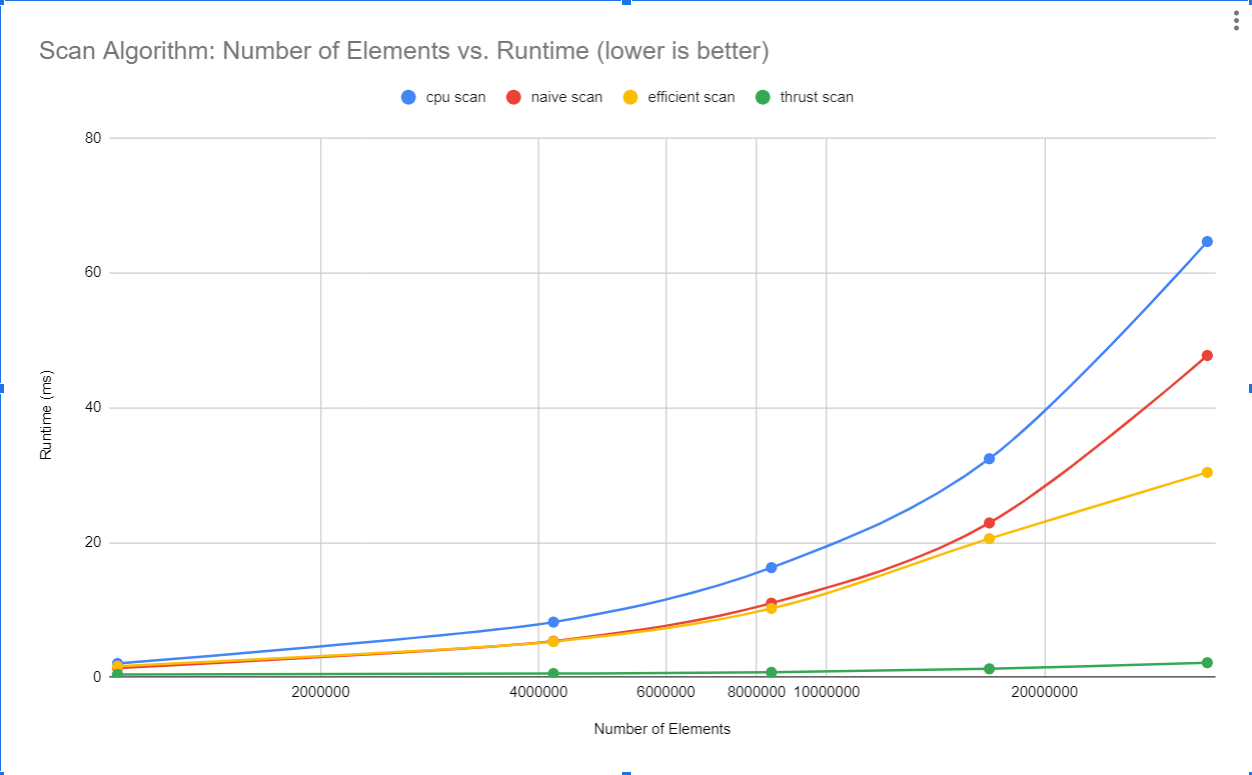 Scan Algorithm: Number of Elements vs. Runtime (lower is better)
cpu scan naive scan efficient scan thrust scan
80
60
40
20
0
Runtime (ms)
2000000 4000000 6000000 8000000 10000000 20000000
Number of Elements